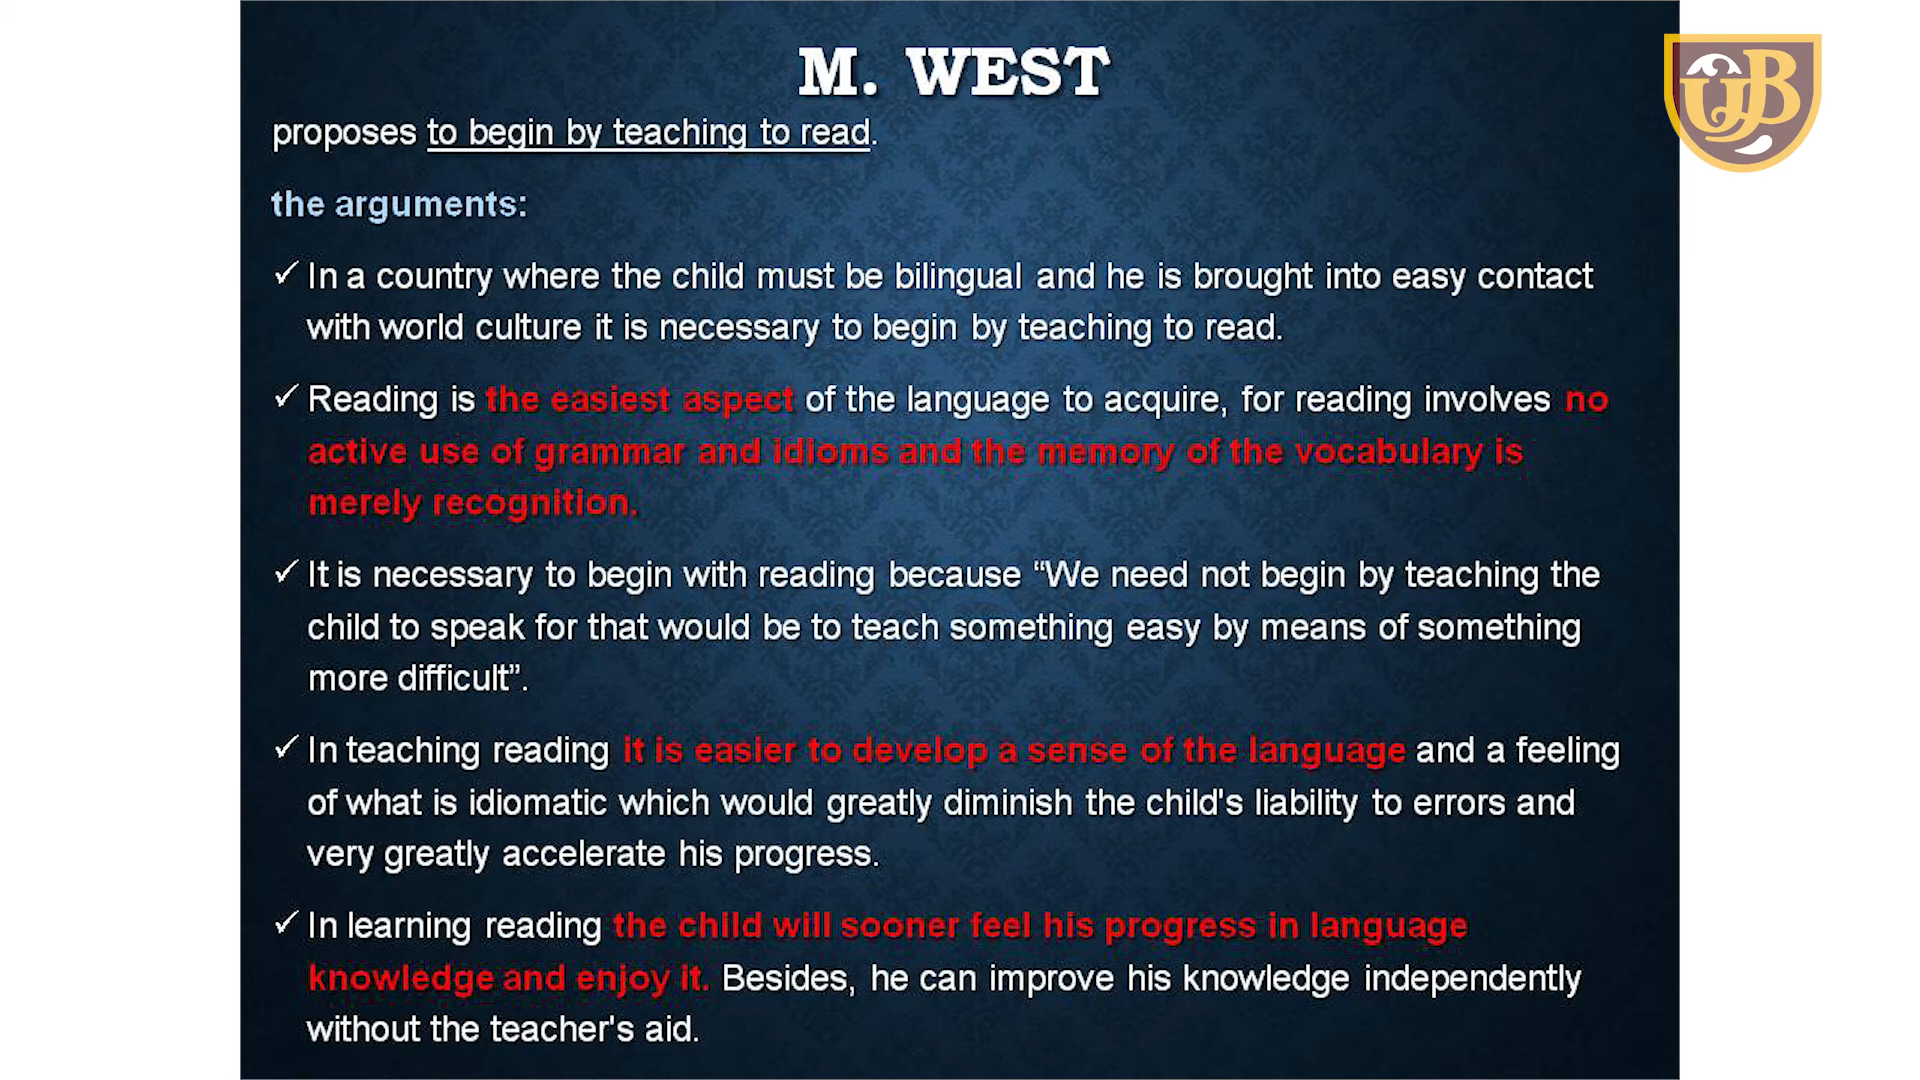 M. WEST
proposes to begin by teaching to read.
the arguments:
✓ In a country where the child must be bilingual and he is brought into easy contact
with world culture it is necessary to begin by teaching to read.
✓ Reading is the easiest aspect of the language to acquire, for reading involves no
active use of grammar and idioms and the memory of the vocabulary is
merely recognition.
✓ It is necessary to begin with reading because “We need not begin by teaching the
child to speak for that would be to teach something easy by means of something
more difficult”.
✓ In teaching reading it is easier to develop a sense of the language and a feeling
of what is idiomatic which would greatly diminish the child's liability to errors and
very greatly accelerate his progress.
✓ In learning reading the child will sooner feel his progress in language
knowledge and enjoy it. Besides, he can improve his knowledge independently
without the teacher's aid.